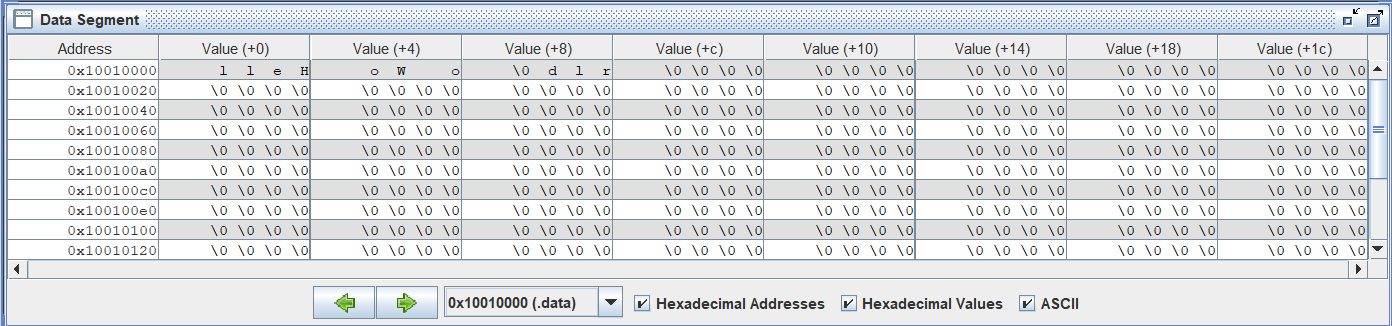 Data Segment
Address Value (+0) Value (+4) Value (+8) Value (+c) Value (+10) Value (+14) Value (+18) Value (+1c)
0x10010000 l l e H o W   o \0 d l r \0 \0 \0 \0 \0 \0 \0 \0 \0 \0 \0 \0 \0 \0 \0 \0 \0 \0 \0 \0
0x10010020 \0 \0 \0 \0 \0 \0 \0 \0 \0 \0 \0 \0 \0 \0 \0 \0 \0 \0 \0 \0 \0 \0 \0 \0 \0 \0 \0 \0 \0 \0 \0 \0
0x10010040 \0 \0 \0 \0 \0 \0 \0 \0 \0 \0 \0 \0 \0 \0 \0 \0 \0 \0 \0 \0 \0 \0 \0 \0 \0 \0 \0 \0 \0 \0 \0 \0
0x10010060 \0 \0 \0 \0 \0 \0 \0 \0 \0 \0 \0 \0 \0 \0 \0 \0 \0 \0 \0 \0 \0 \0 \0 \0 \0 \0 \0 \0 \0 \0 \0 \0
0x10010080 \0 \0 \0 \0 \0 \0 \0 \0 \0 \0 \0 \0 \0 \0 \0 \0 \0 \0 \0 \0 \0 \0 \0 \0 \0 \0 \0 \0 \0 \0 \0 \0
0x100100a0 \0 \0 \0 \0 \0 \0 \0 \0 \0 \0 \0 \0 \0 \0 \0 \0 \0 \0 \0 \0 \0 \0 \0 \0 \0 \0 \0 \0 \0 \0 \0 \0
0x100100c0 \0 \0 \0 \0 \0 \0 \0 \0 \0 \0 \0 \0 \0 \0 \0 \0 \0 \0 \0 \0 \0 \0 \0 \0 \0 \0 \0 \0 \0 \0 \0 \0
0x100100e0 \0 \0 \0 \0 \0 \0 \0 \0 \0 \0 \0 \0 \0 \0 \0 \0 \0 \0 \0 \0 \0 \0 \0 \0 \0 \0 \0 \0 \0 \0 \0 \0
0x10010100 \0 \0 \0 \0 \0 \0 \0 \0 \0 \0 \0 \0 \0 \0 \0 \0 \0 \0 \0 \0 \0 \0 \0 \0 \0 \0 \0 \0 \0 \0 \0 \0
0x10010120 \0 \0 \0 \0 \0 \0 \0 \0 \0 \0 \0 \0 \0 \0 \0 \0 \0 \0 \0 \0 \0 \0 \0 \0 \0 \0 \0 \0 \0 \0 \0 \0
0x10010000 (.data) Hexadecimal Addresses Hexadecimal Values ASCII